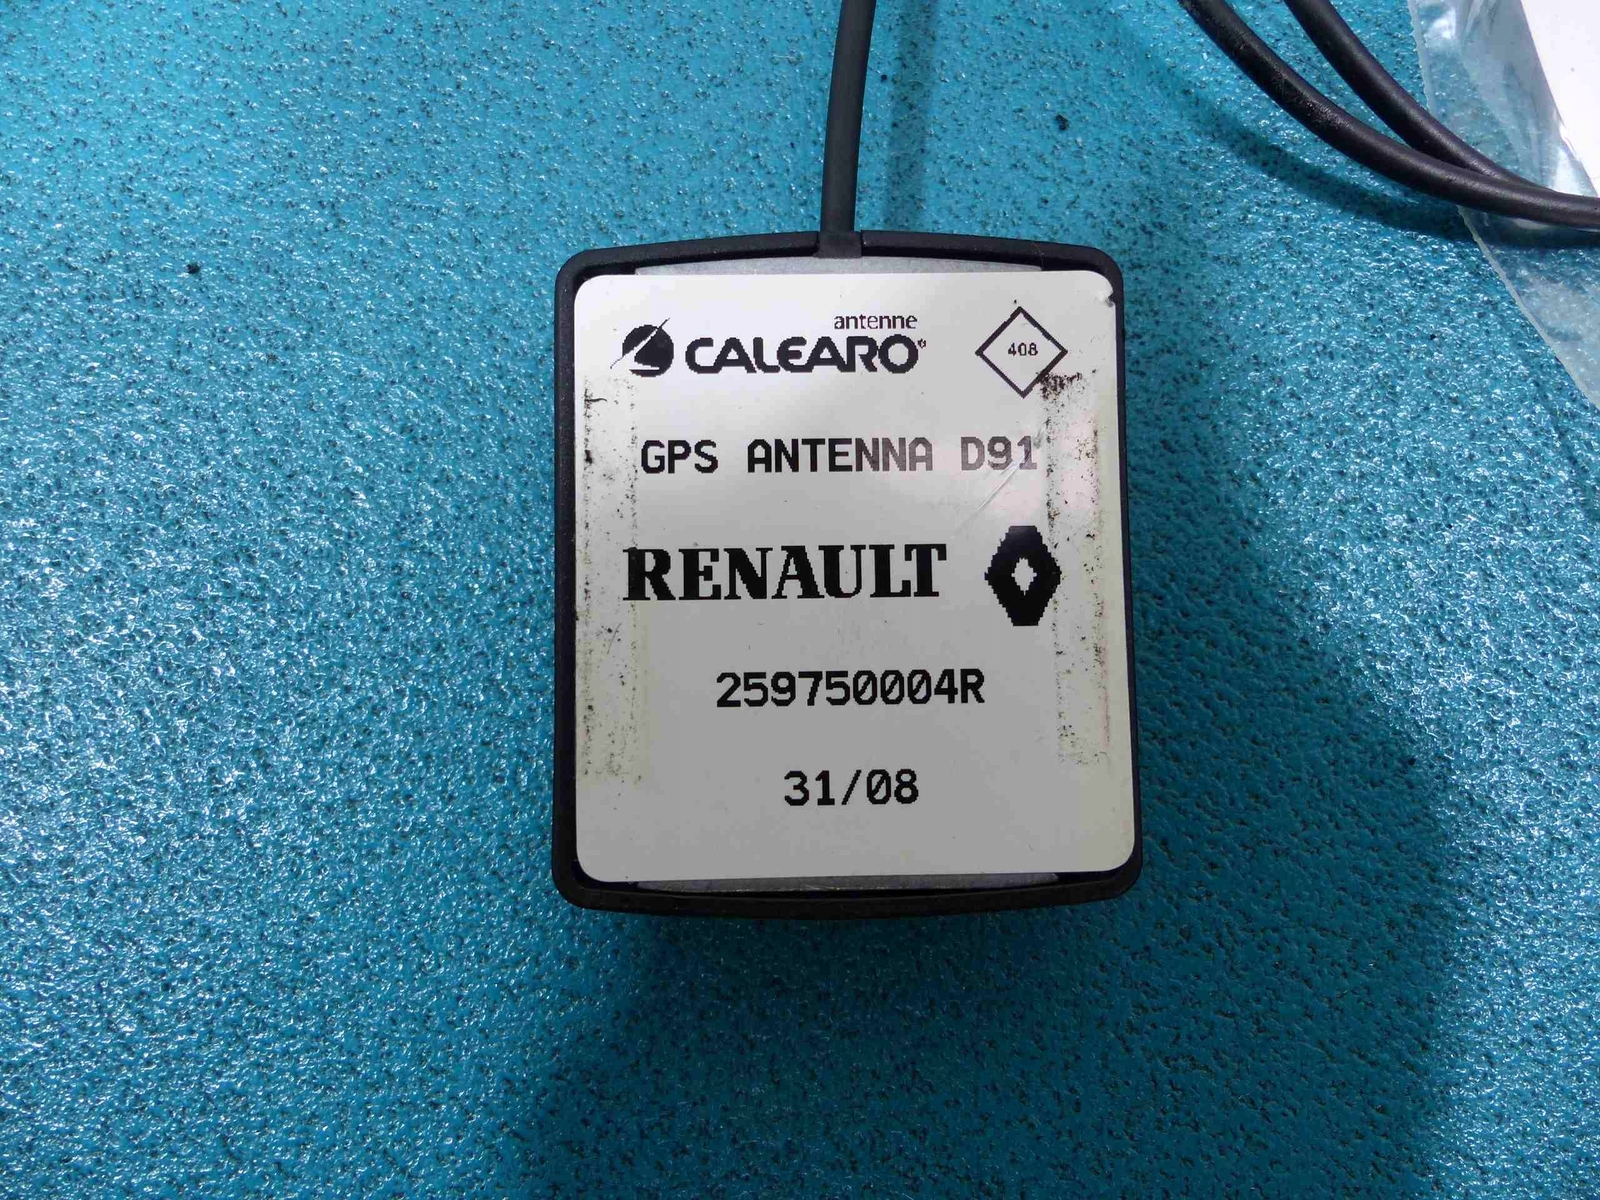 antenne
CALEARO®
408
GPS ANTENNA D91
RENAULT
259750004R
31/08